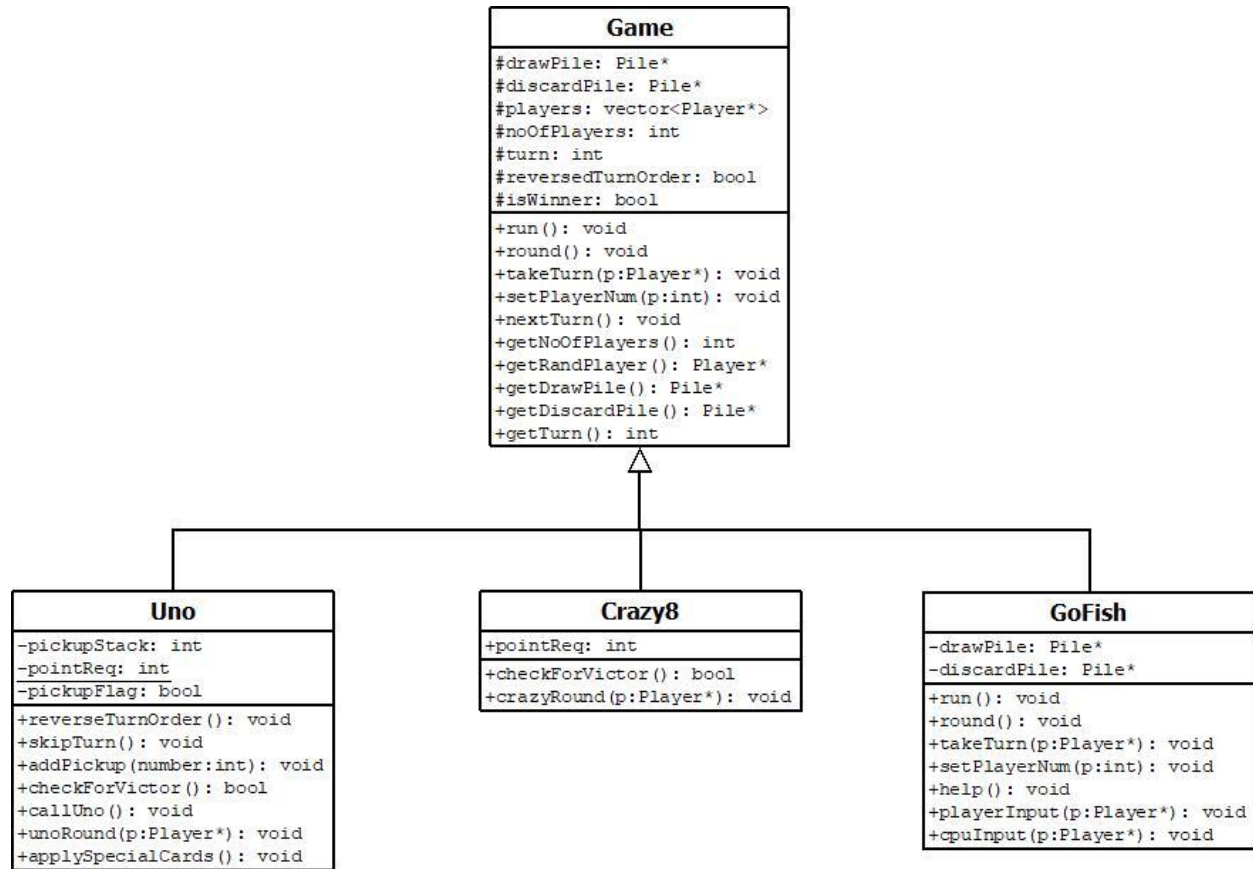 Game
#drawPile: Pile*
#discardPile: Pile*
#players: vector<Player*>
#noOfPlayers: int
#turn: int
#reversedTurnOrder: bool
#isWinner: bool
+run(): void
+round(): void
+takeTurn(p:Player*): void
+setPlayerNum(p:int): void
+nextTurn(): void
+getNoOfPlayers(): int
+getRandPlayer(): Player*
+getDrawPile(): Pile*
+getDiscardPile(): Pile*
+getTurn(): int
Uno
-pickupStack: int
-pointReq: int
-pickupFlag: bool
+reverseTurnOrder(): void
+skipTurn(): void
+addPickup(number:int): void
+checkForVictor(): bool
+callUno(): void
+unoRound(p:Player*): void
+applySpecialCards(): void
Crazy8
+pointReq: int
+checkForVictor(): bool
+crazyRound(p:Player*): void
GoFish
-drawPile: Pile*
-discardPile: Pile*
+run(): void
+round(): void
+takeTurn(p:Player*): void
+setPlayerNum(p:int): void
+help(): void
+playerInput(p:Player*): void
+cpuInput(p:Player*): void